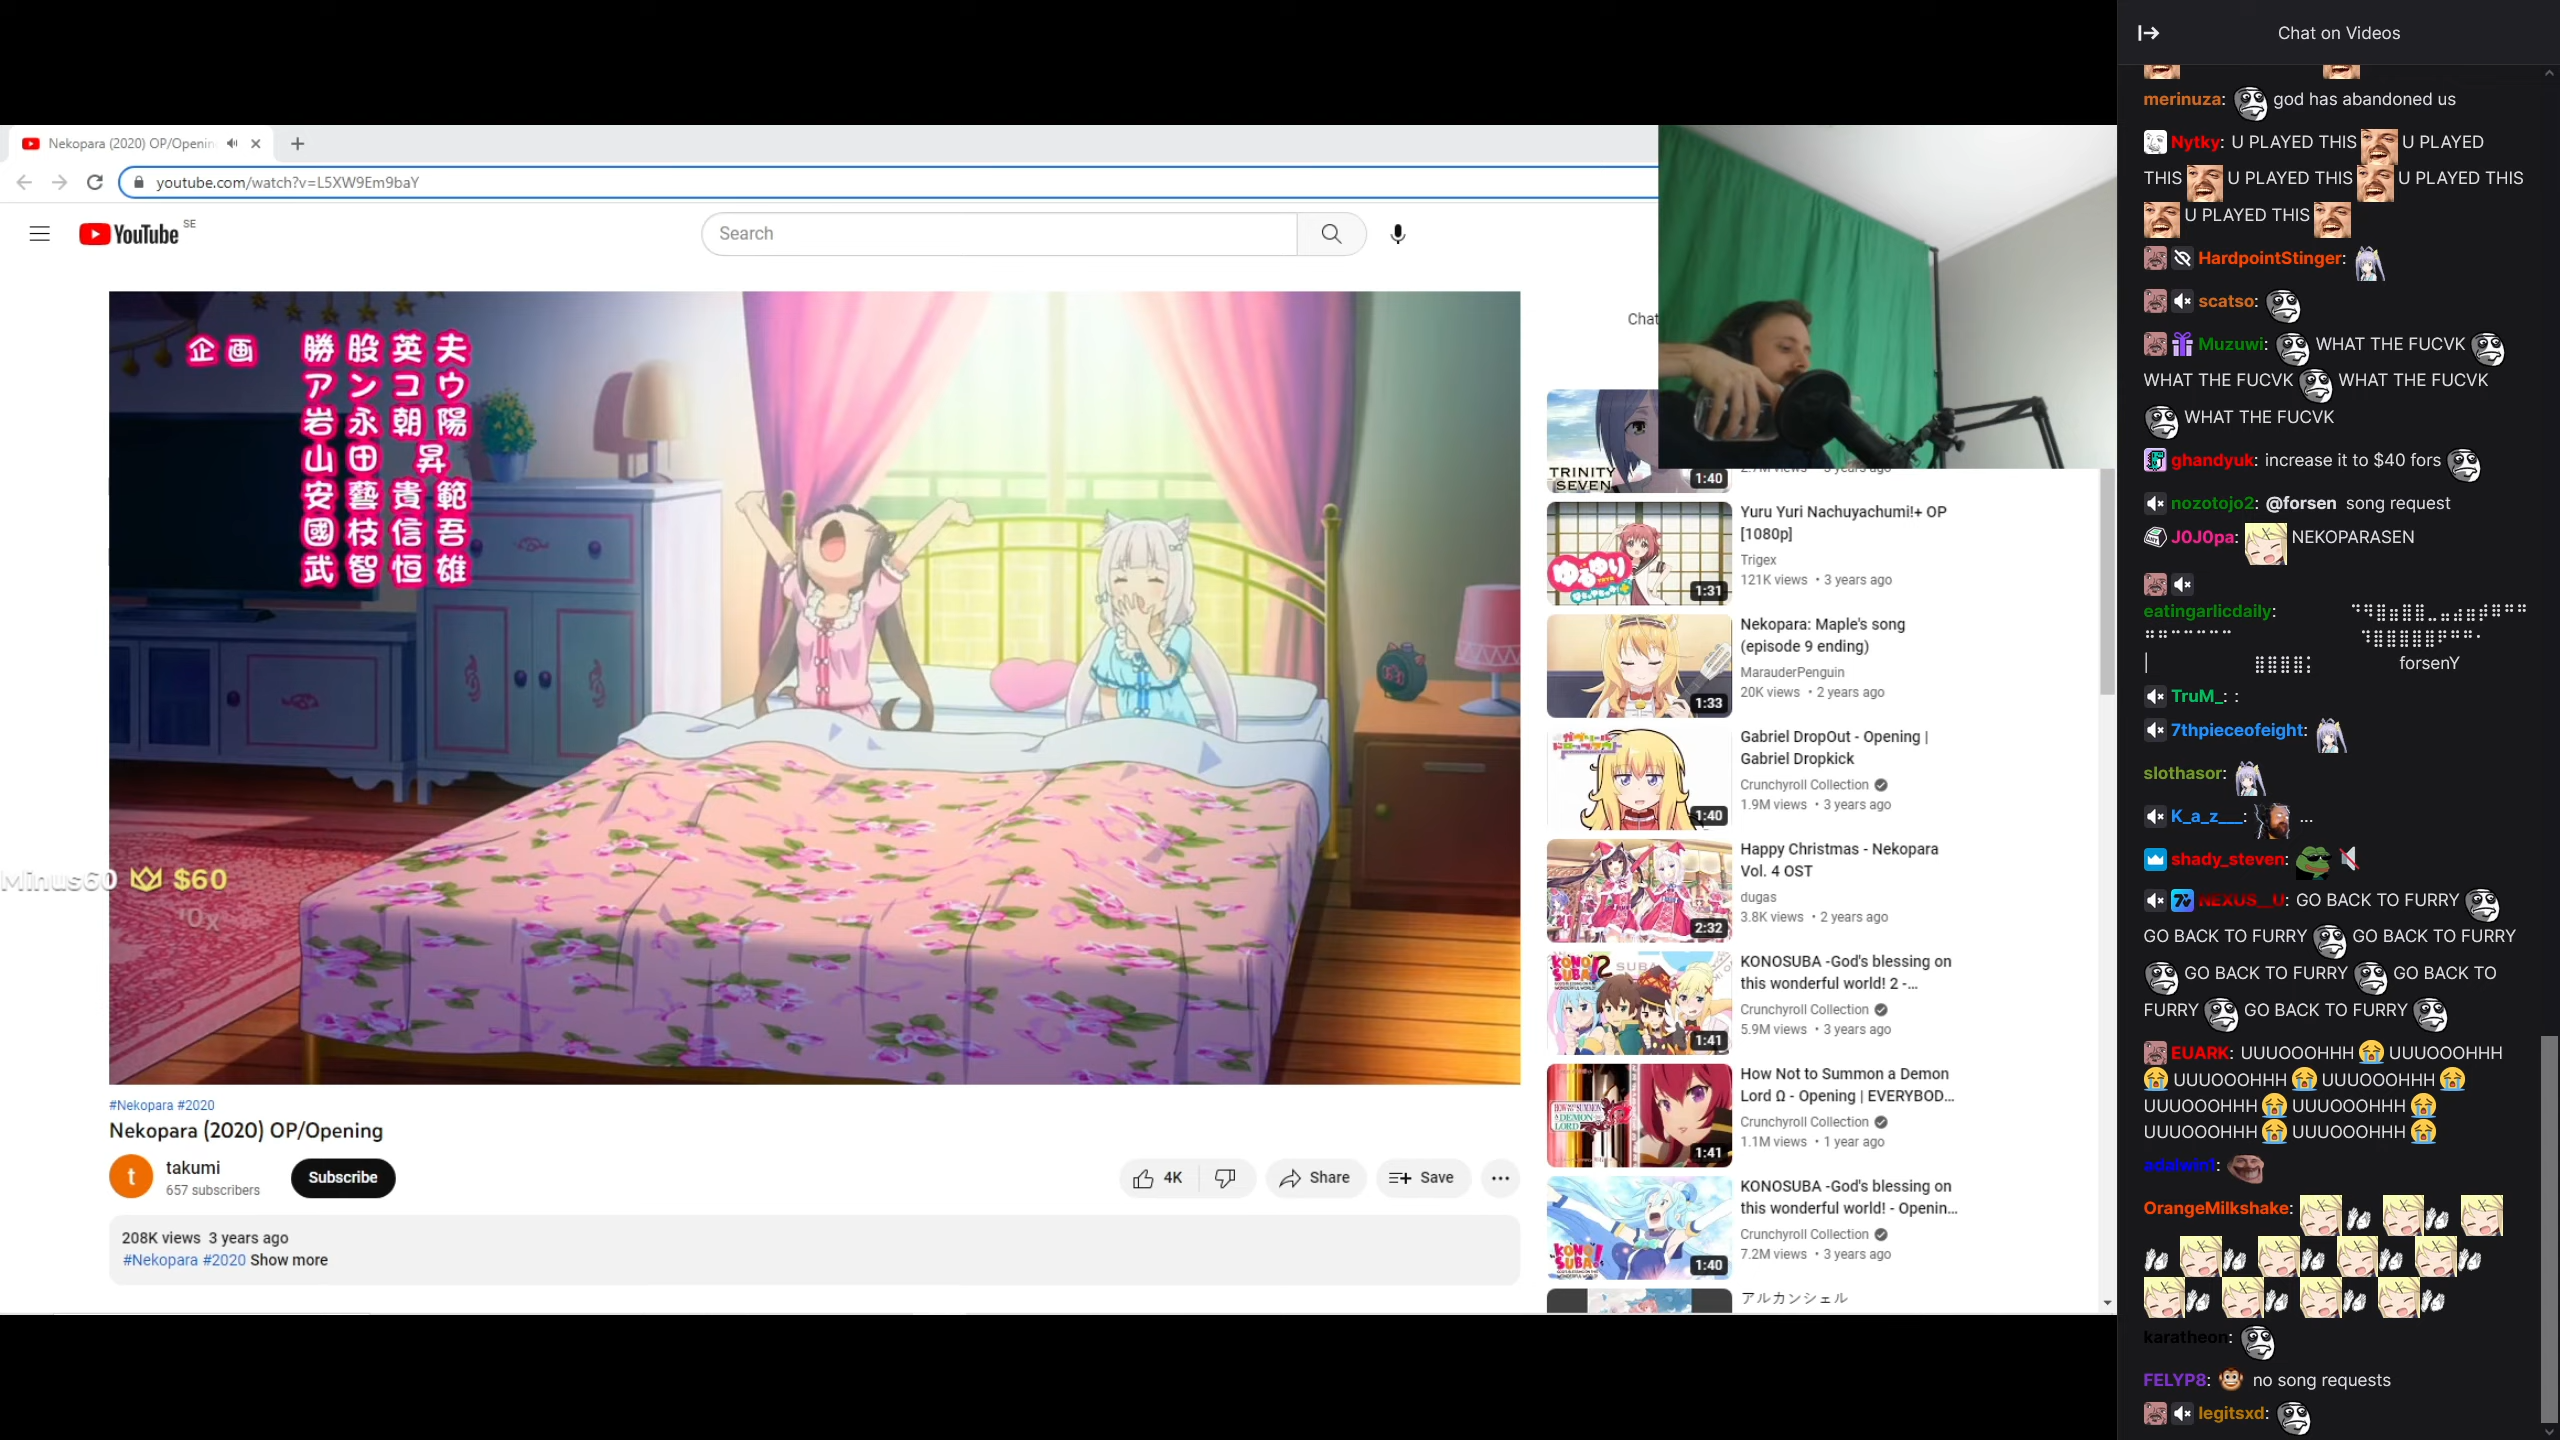 Nekopara (2020) OP/Openin
youtube.com/watch?v=L5XW9Em9baY
YouTube SE
Search
企画
勝股英夫
アンコウ
岩永朝陽
山田 昇
安藝貴範
國枝信吾
武智恒雄
Minus60 $60
Chat
TRINITY SEVEN
1:40
Yuru Yuri Nachuyachumi!+ OP
[1080p]
Trigex
121K views • 3 years ago
ゆるゆり
1:31
Nekopara: Maple's song
(episode 9 ending)
MarauderPenguin
20K views • 2 years ago
1:33
Gabriel DropOut - Opening |
Gabriel Dropkick
Crunchyroll Collection
1.9M views • 3 years ago
1:40
Happy Christmas - Nekopara
Vol. 4 OST
dugas
3.8K views • 2 years ago
2:32
KONOSUBA -God's blessing on
this wonderful world! 2 -...
Crunchyroll Collection
5.9M views • 3 years ago
1:41
How Not to Summon a Demon
Lord Ω - Opening | EVERYBOD...
Crunchyroll Collection
1.1M views • 1 year ago
1:41
KONOSUBA -God's blessing on
this wonderful world! - Openin...
Crunchyroll Collection
7.2M views • 3 years ago
1:40
アルカンシェル
#Nekopara #2020
Nekopara (2020) OP/Opening
t
takumi
657 subscribers
Subscribe
4K
Share
Save
208K views 3 years ago
#Nekopara #2020 Show more
Chat on Videos
merinuza: god has abandoned us
Nytky: U PLAYED THIS U PLAYED
THIS U PLAYED THIS U PLAYED THIS
U PLAYED THIS
HardpointStinger:
scatso:
Muzuwi: WHAT THE FUCVK
WHAT THE FUCVK WHAT THE FUCVK
WHAT THE FUCVK
ghandyuk: increase it to $40 fors
nozotojo2: @forsen song request
J0J0pa: NEKOPARASEN
eatingarlicdaily:
forsenY
TruM_: :
7thpieceofeight:
slothasor:
K_a_z___: ...
shady_steven:
NEXUS__U: GO BACK TO FURRY
GO BACK TO FURRY GO BACK TO FURRY
GO BACK TO FURRY GO BACK TO
FURRY GO BACK TO FURRY
EUARK: UUUOOOHHH UUUOOOHHH
UUUOOOHHH UUUOOOHHH
UUUOOOHHH UUUOOOHHH
UUUOOOHHH UUUOOOHHH
adalwin1:
OrangeMilkshake:
karatheon:
FELYP8: no song requests
legitsxd: